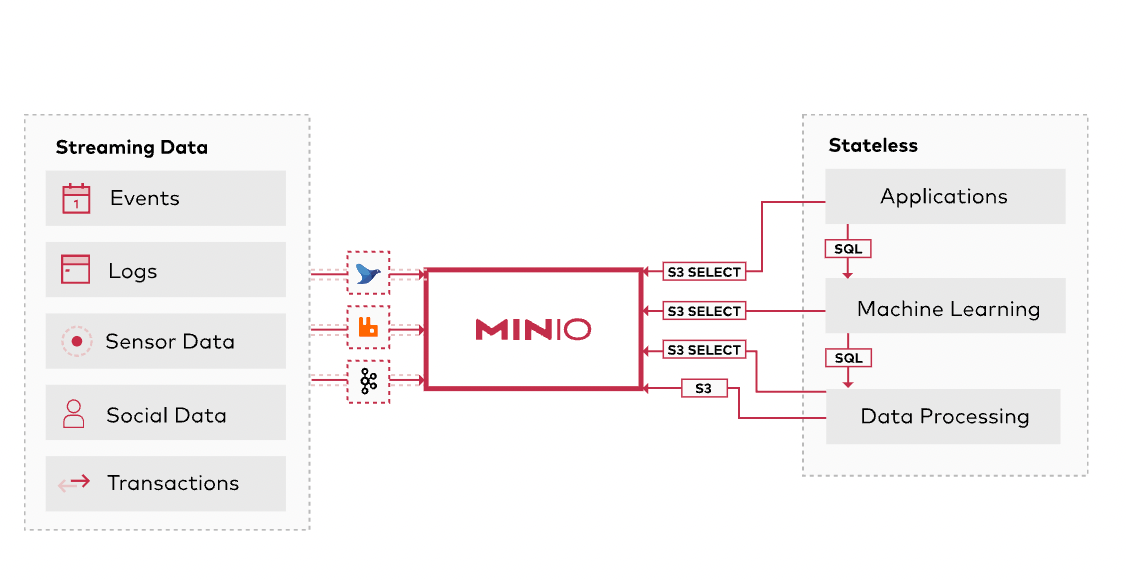 Streaming Data
1
Events
Logs
Sensor Data
Social Data
Transactions
MINIO
S3 SELECT
S3 SELECT
S3 SELECT
S3
Stateless
Applications
SQL
Machine Learning
SQL
Data Processing